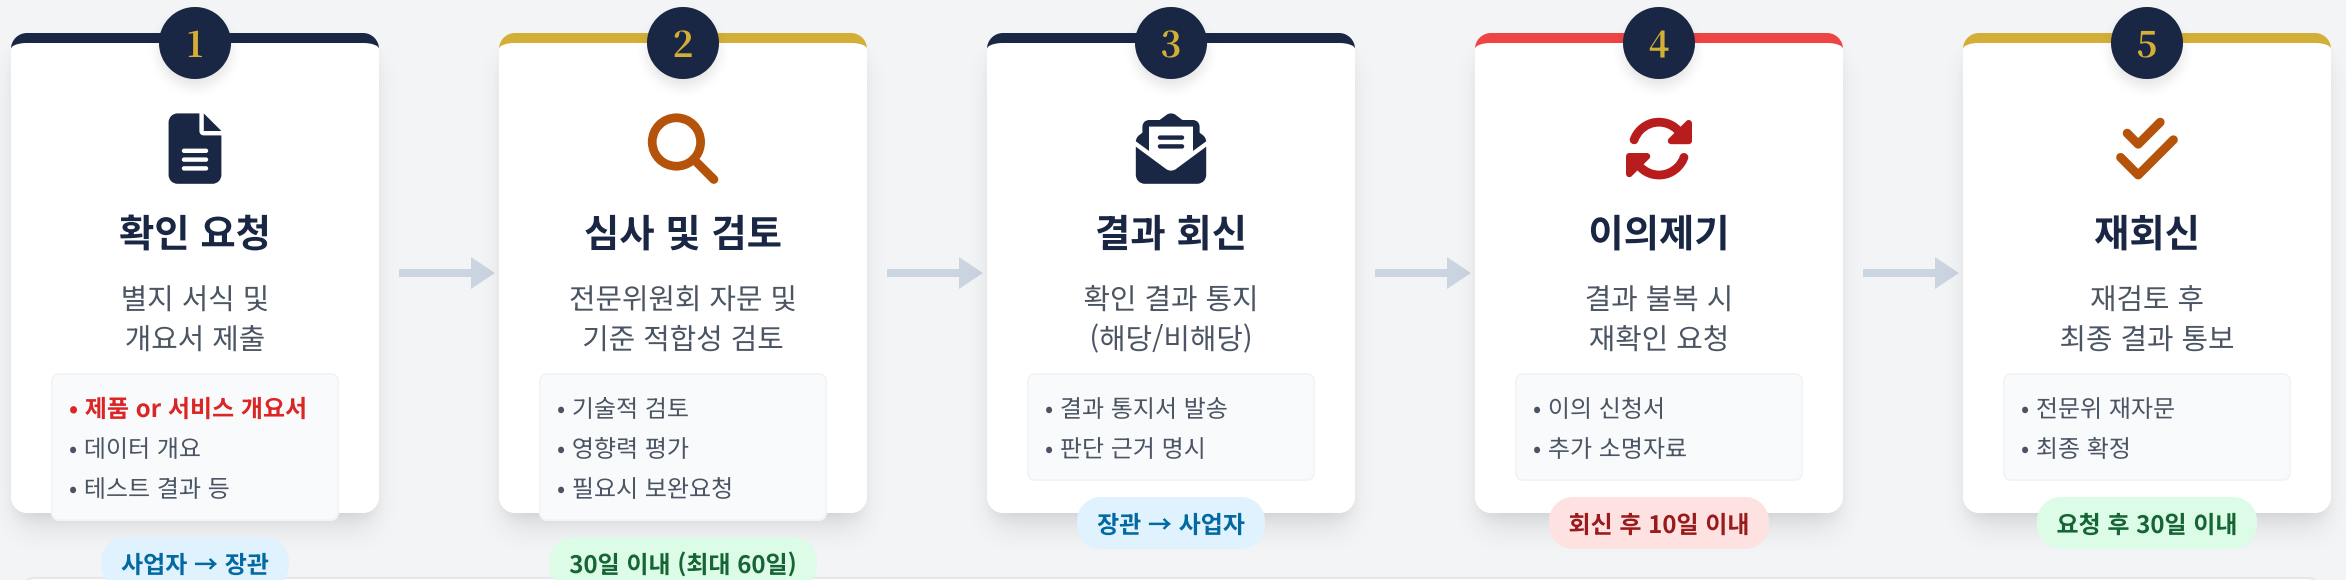 1
확인 요청
별지 서식 및
개요서 제출
• 제품 or 서비스 개요서
• 데이터 개요
• 테스트 결과 등
사업자 → 장관
2
심사 및 검토
전문위원회 자문 및
기준 적합성 검토
• 기술적 검토
• 영향력 평가
• 필요시 보완요청
30일 이내 (최대 60일)
3
결과 회신
확인 결과 통지
(해당/비해당)
• 결과 통지서 발송
• 판단 근거 명시
장관 → 사업자
4
이의제기
결과 불복 시
재확인 요청
• 이의 신청서
• 추가 소명자료
회신 후 10일 이내
5
재회신
재검토 후
최종 결과 통보
• 전문위 재자문
• 최종 확정
요청 후 30일 이내